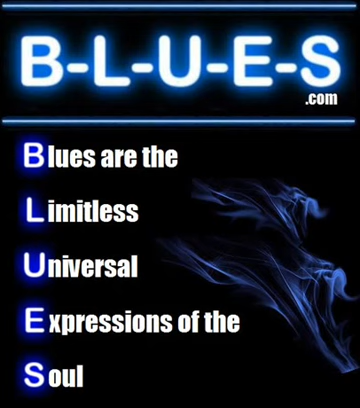 B-L-U-E-S
.com
Blues are the
Limitless
Universal
Expressions of the
Soul